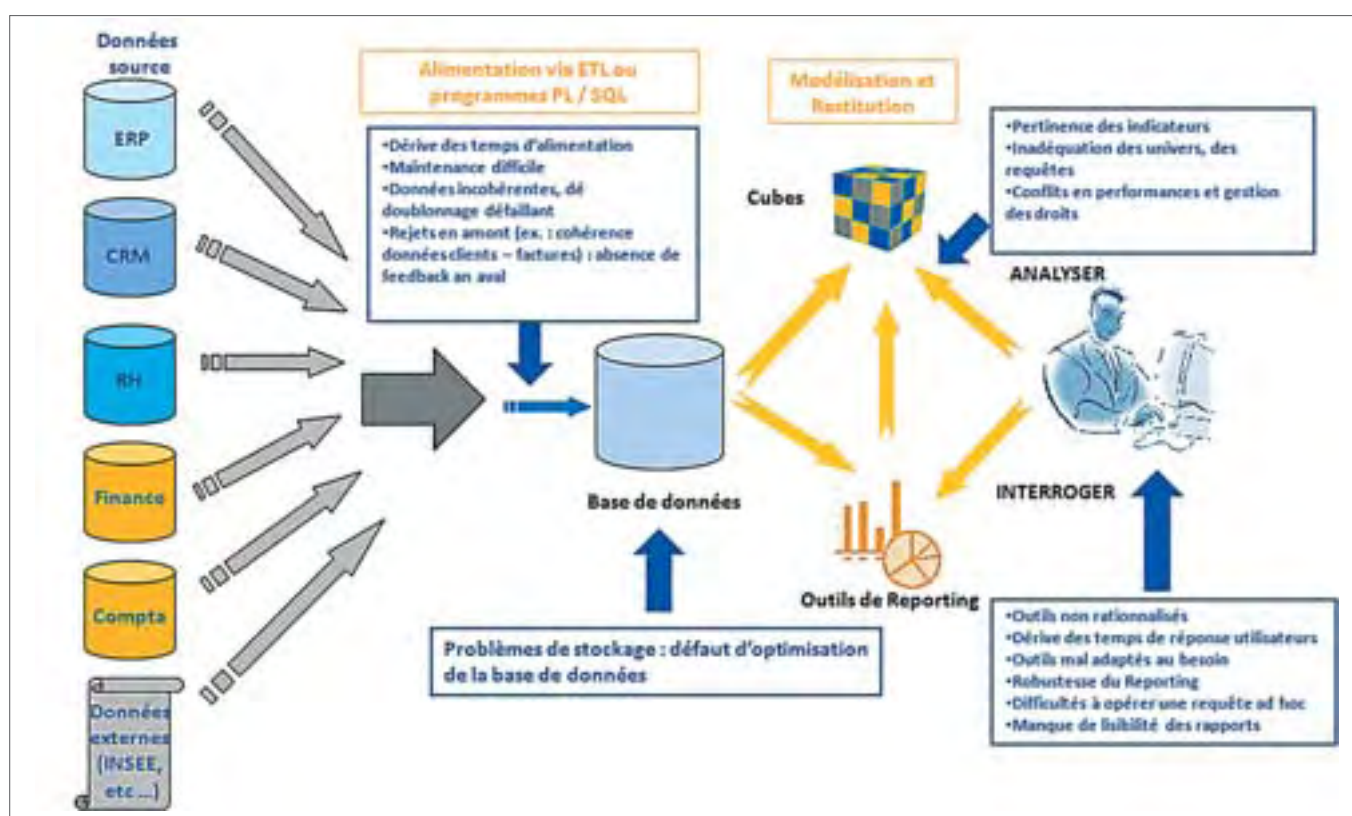 Données
source
ERP
CRM
RH
Finance
Compta
Données
externes
(INSEE,
etc ...)
Alimentation via ETL ou
programmes PL / SQL
•Dérive des temps d'alimentation
•Maintenance difficile
•Données incohérentes, dé
doublonnage défaillant
•Rejets en amont (ex. : cohérence
données clients – factures) : absence de
feedback an aval
Base de données
Problèmes de stockage : défaut d'optimisation
de la base de données
Modélisation et
Restitution
Cubes
Outils de Reporting
•Pertinence des indicateurs
•Inadéquation des univers, des
requêtes
•Conflits en performances et gestion
des droits
ANALYSER
INTERROGER
•Outils non rationnalisés
•Dérive des temps de réponse utilisateurs
•Outils mal adaptés au besoin
•Robustesse du Reporting
•Difficultés à opérer une requête ad hoc
•Manque de lisibilité des rapports